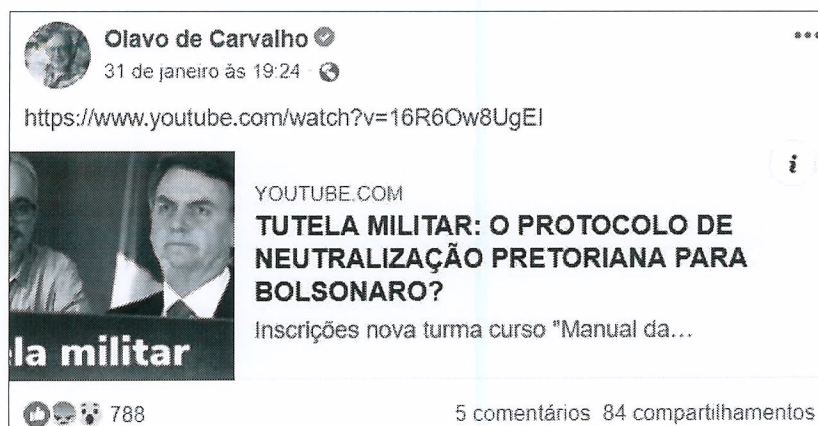 Olavo de Carvalho
31 de janeiro às 19:24 ·
https://www.youtube.com/watch?v=16R6Ow8UgEI
YOUTUBE.COM
TUTELA MILITAR: O PROTOCOLO DE
NEUTRALIZAÇÃO PRETORIANA PARA
BOLSONARO?
Inscrições nova turma curso "Manual da...
la militar
788
5 comentários 84 compartilhamentos